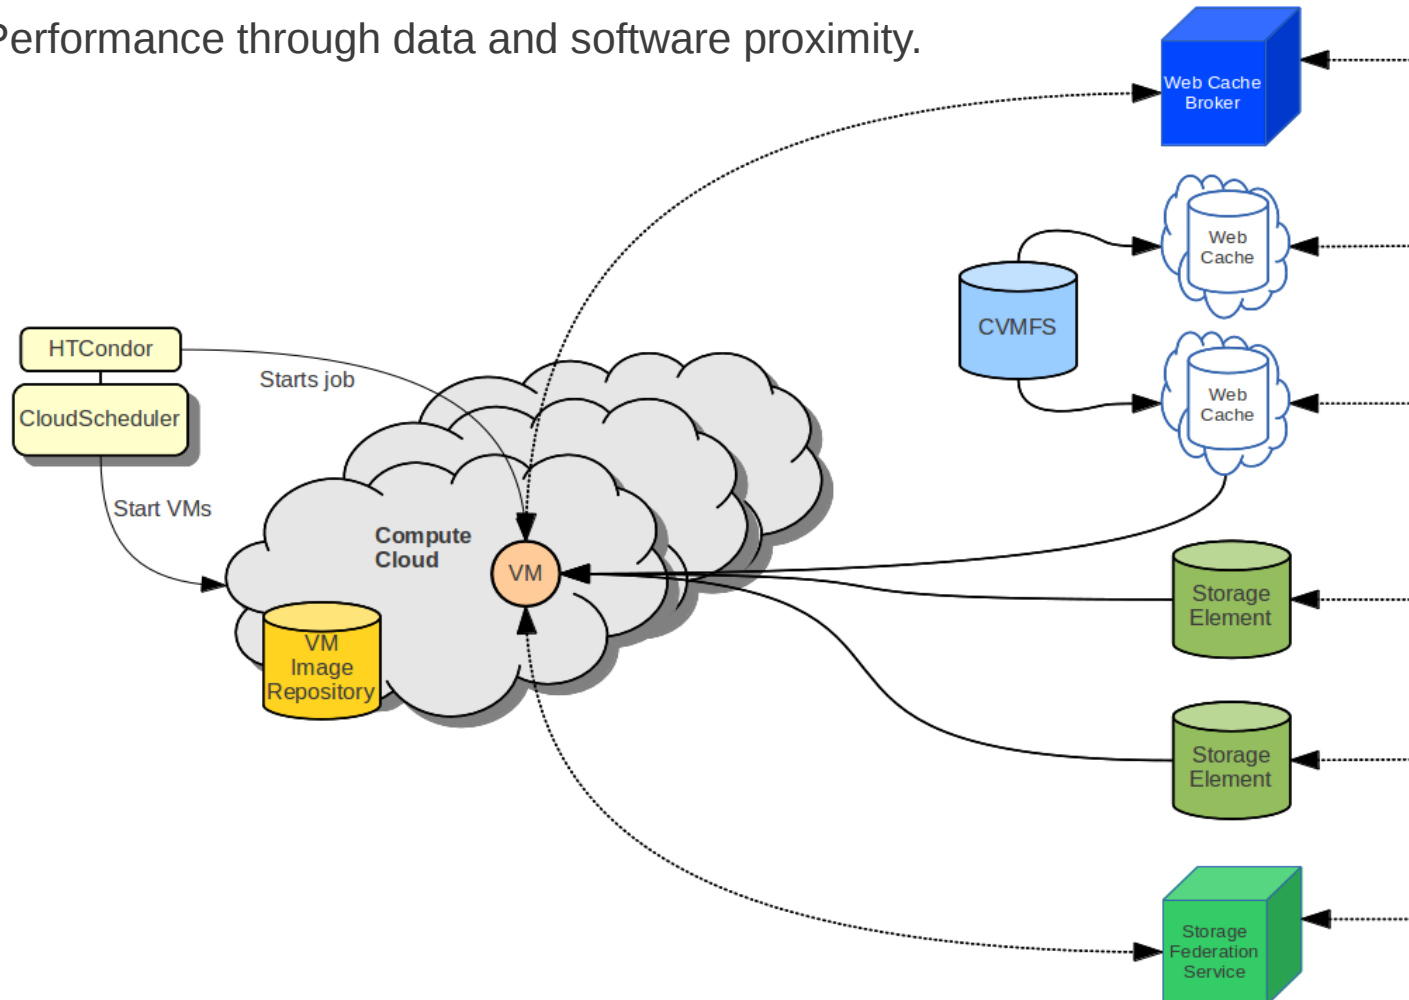 Performance through data and software proximity.
Web Cache
Broker
Web
Cache
CVMFS
HTCondor
Starts job
Web
Cache
CloudScheduler
Start VMs
Compute
Cloud
VM
Storage
Element
VM
Image
Repository
Storage
Element
Storage
Federation
Service